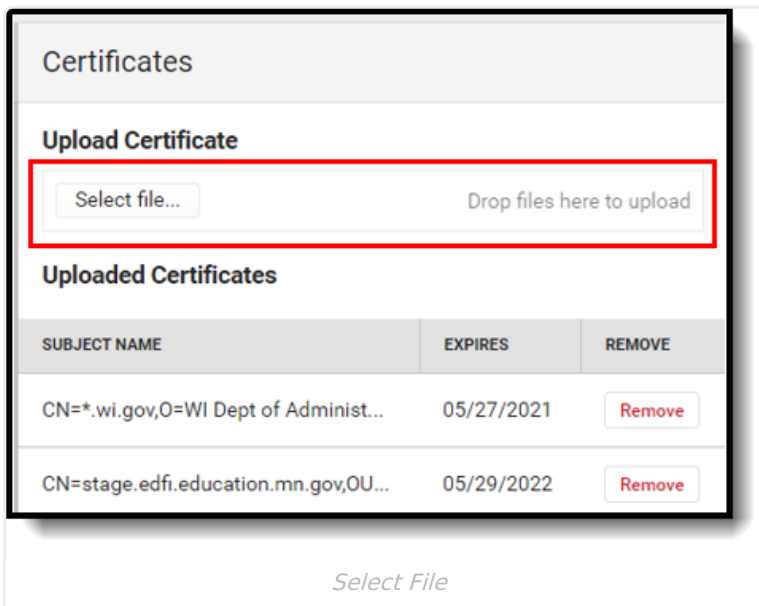 Certificates
Upload Certificate
Select file... Drop files here to upload
Uploaded Certificates
SUBJECT NAME EXPIRES REMOVE
CN=*.wi.gov,O=WI Dept of Administ... 05/27/2021 Remove
CN=stage.edfi.education.mn.gov,OU... 05/29/2022 Remove
Select File